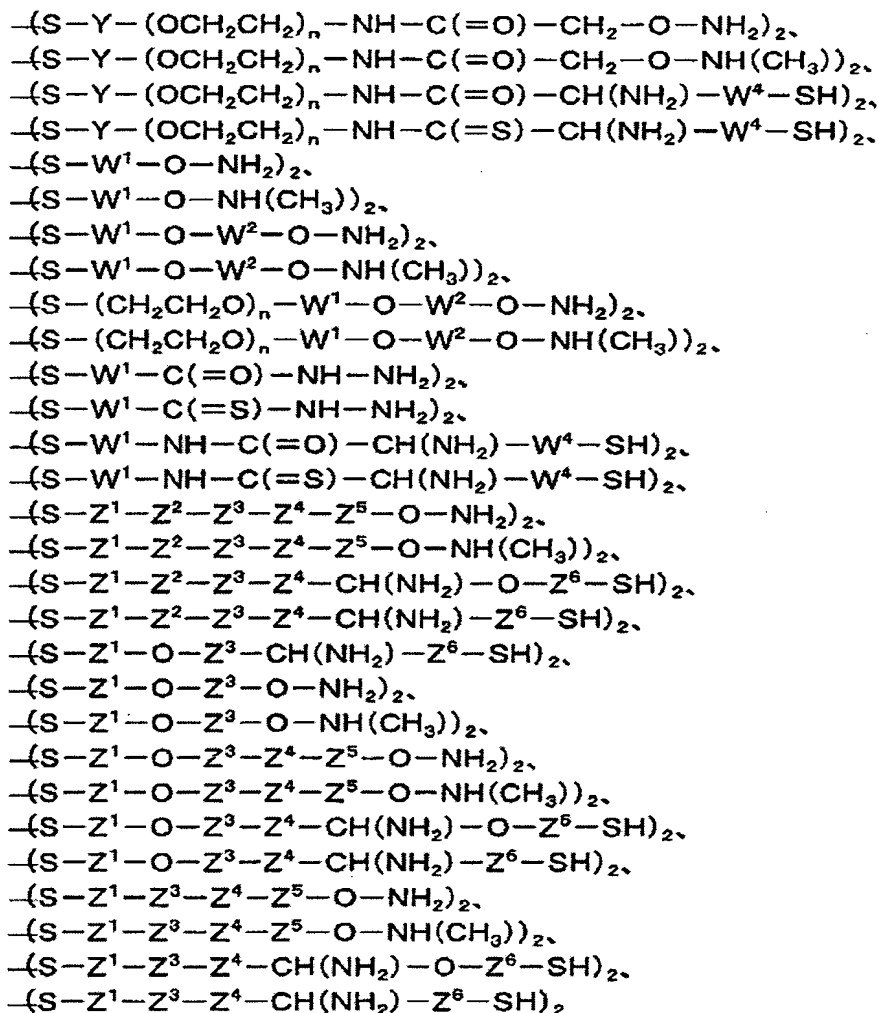 —(S—Y—(OCH₂CH₂)ₙ—NH—C(=O)—CH₂—O—NH₂)₂、
—(S—Y—(OCH₂CH₂)ₙ—NH—C(=O)—CH₂—O—NH(CH₃))₂、
—(S—Y—(OCH₂CH₂)ₙ—NH—C(=O)—CH(NH₂)—W⁴—SH)₂、
—(S—Y—(OCH₂CH₂)ₙ—NH—C(=S)—CH(NH₂)—W⁴—SH)₂、
—(S—W¹—O—NH₂)₂、
—(S—W¹—O—NH(CH₃))₂、
—(S—W¹—O—W²—O—NH₂)₂、
—(S—W¹—O—W²—O—NH(CH₃))₂、
—(S—(CH₂CH₂O)ₙ—W¹—O—W²—O—NH₂)₂、
—(S—(CH₂CH₂O)ₙ—W¹—O—W²—O—NH(CH₃))₂、
—(S—W¹—C(=O)—NH—NH₂)₂、
—(S—W¹—C(=S)—NH—NH₂)₂、
—(S—W¹—NH—C(=O)—CH(NH₂)—W⁴—SH)₂、
—(S—W¹—NH—C(=S)—CH(NH₂)—W⁴—SH)₂、
—(S—Z¹—Z²—Z³—Z⁴—Z⁵—O—NH₂)₂、
—(S—Z¹—Z²—Z³—Z⁴—Z⁵—O—NH(CH₃))₂、
—(S—Z¹—Z²—Z³—Z⁴—CH(NH₂)—O—Z⁶—SH)₂、
—(S—Z¹—Z²—Z³—Z⁴—CH(NH₂)—Z⁶—SH)₂、
—(S—Z¹—O—Z³—CH(NH₂)—Z⁶—SH)₂、
—(S—Z¹—O—Z³—O—NH₂)₂、
—(S—Z¹—O—Z³—O—NH(CH₃))₂、
—(S—Z¹—O—Z³—Z⁴—Z⁵—O—NH₂)₂、
—(S—Z¹—O—Z³—Z⁴—Z⁵—O—NH(CH₃))₂、
—(S—Z¹—O—Z³—Z⁴—CH(NH₂)—O—Z⁵—SH)₂、
—(S—Z¹—O—Z³—Z⁴—CH(NH₂)—Z⁶—SH)₂、
—(S—Z¹—Z³—Z⁴—Z⁵—O—NH₂)₂、
—(S—Z¹—Z³—Z⁴—Z⁵—O—NH(CH₃))₂、
—(S—Z¹—Z³—Z⁴—CH(NH₂)—O—Z⁶—SH)₂、
—(S—Z¹—Z³—Z⁴—CH(NH₂)—Z⁶—SH)₂